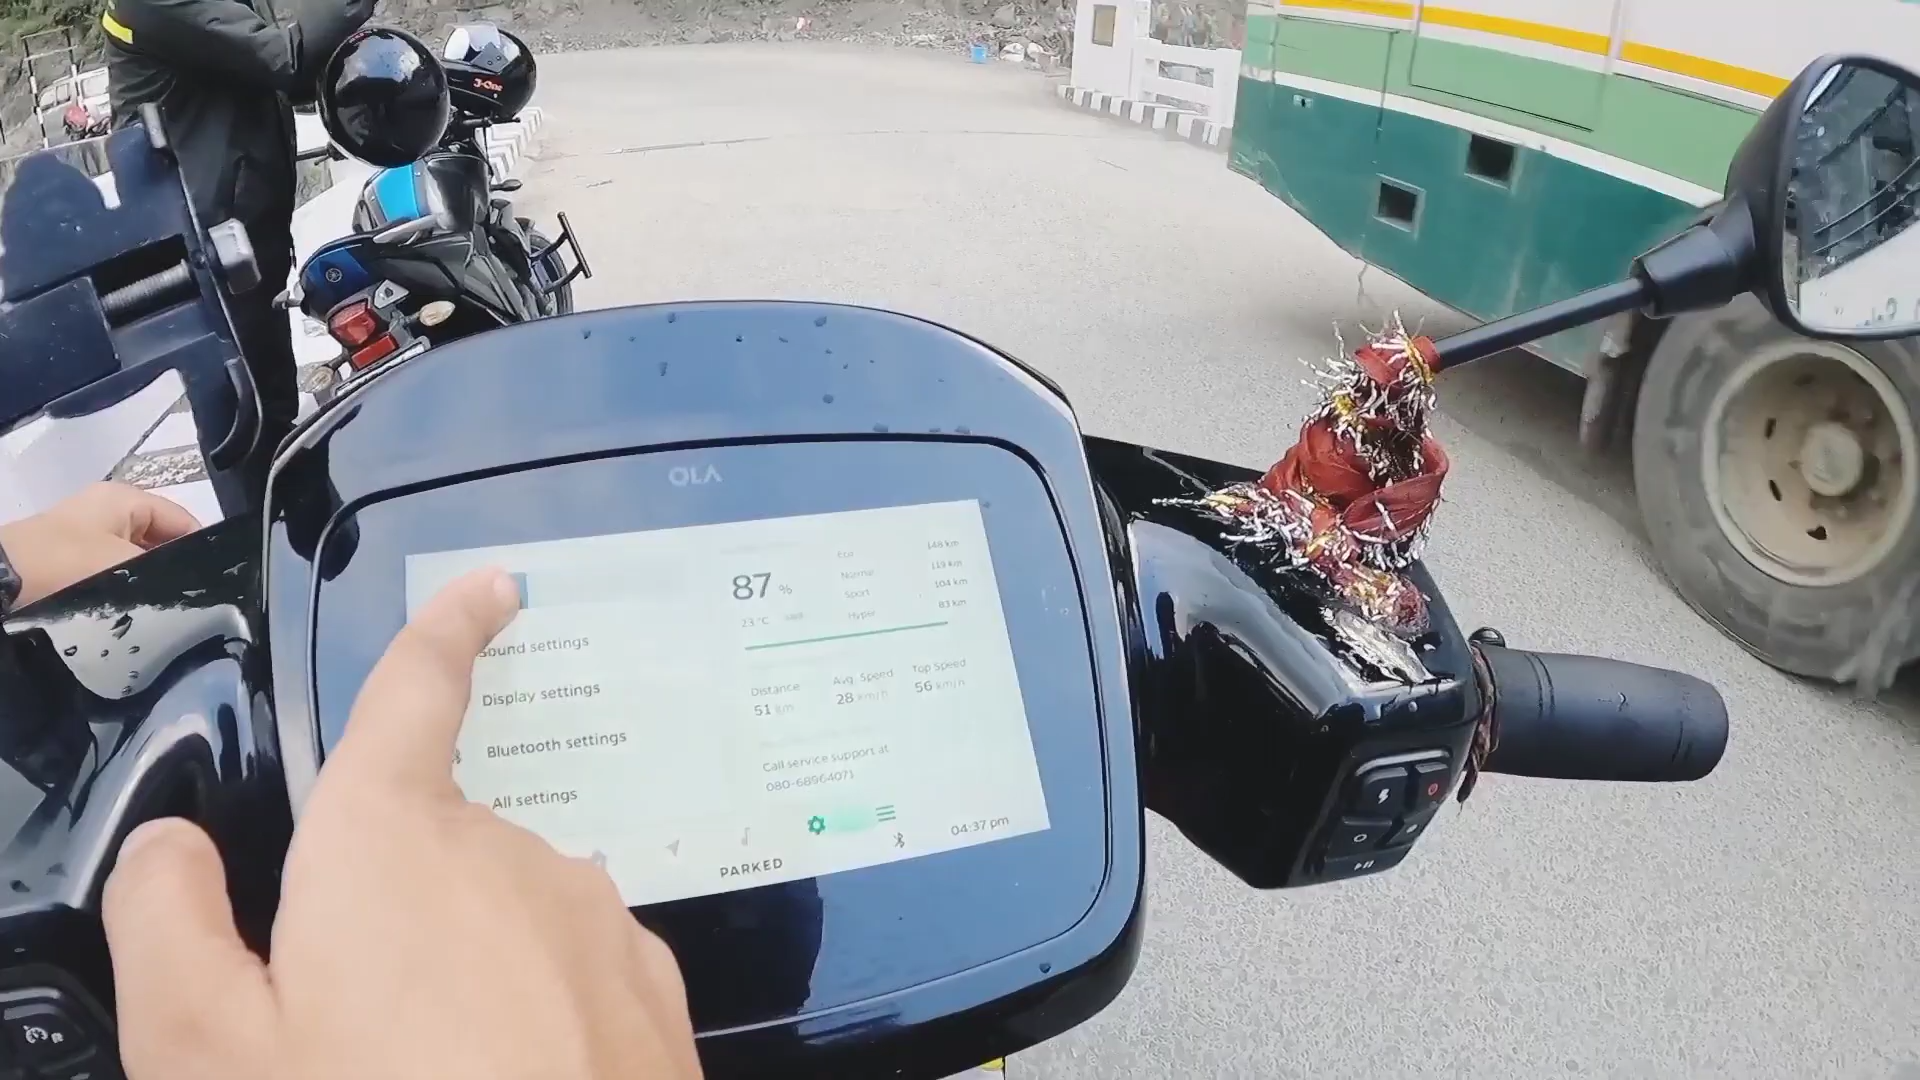 J-One
OLA
87 %
23 °C
Eco 148 km
Normal 119 km
Sport 104 km
Hyper 83 km
Sound settings
Display settings
Bluetooth settings
All settings
Distance
51 km
Avg. Speed
28 km/h
Top Speed
56 km/h
Call service support at
080-68964071
04:37 pm
PARKED